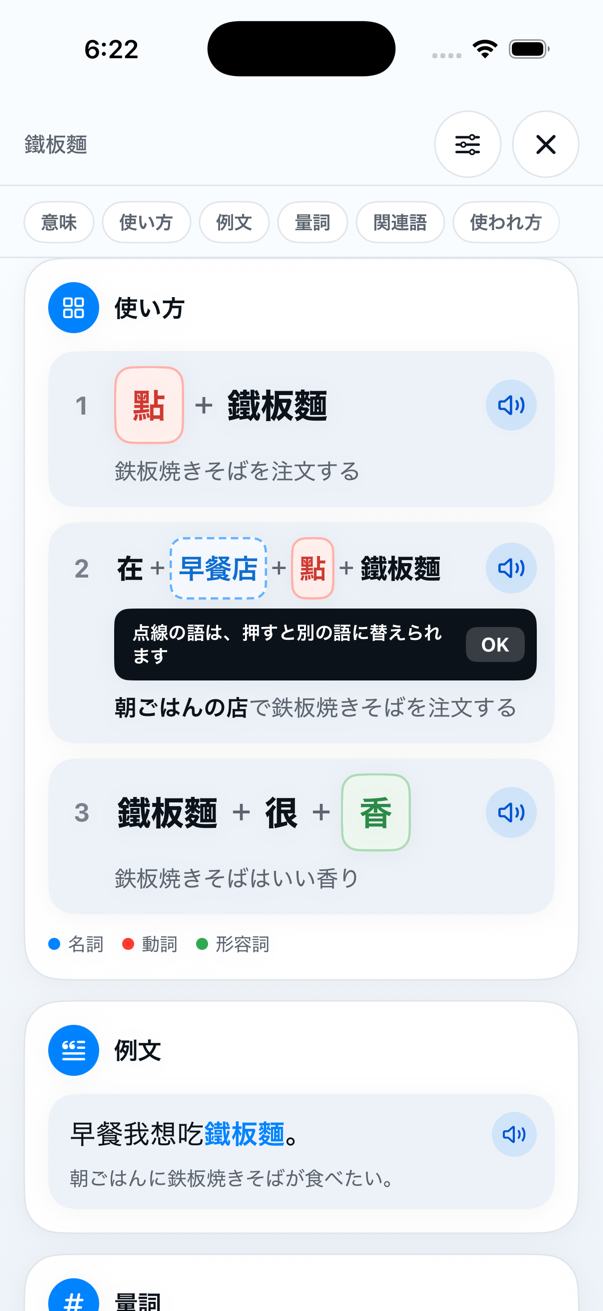 6:22
鐵板麵
意味 使い方 例文 量詞 関連語 使われ方
使い方
1 點 + 鐵板麵
鉄板焼きそばを注文する
2 在 + 早餐店 + 點 + 鐵板麵
点線の語は、押すと別の語に替えられ
ます
OK
朝ごはんの店で鉄板焼きそばを注文する
3 鐵板麵 + 很 + 香
鉄板焼きそばはいい香り
名詞 動詞 形容詞
例文
早餐我想吃鐵板麵。
朝ごはんに鉄板焼きそばが食べたい。
# 量詞